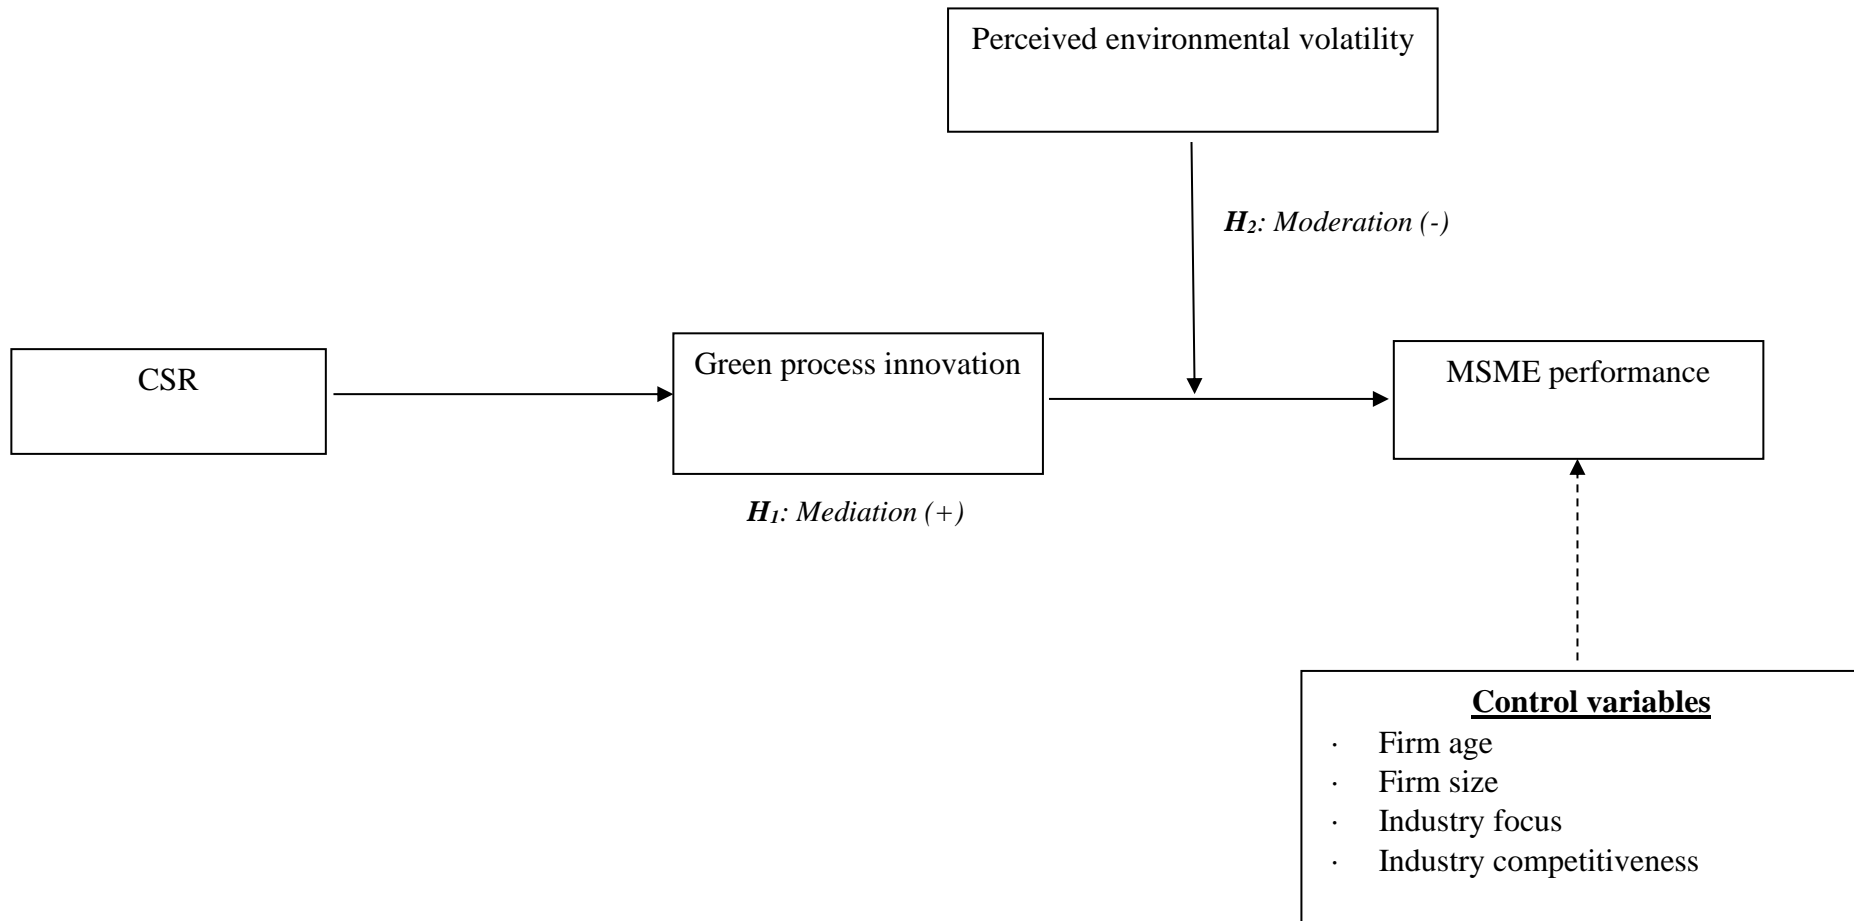 Perceived environmental volatility
H₂: Moderation (-)
CSR
Green process innovation
MSME performance
H₁: Mediation (+)
Control variables
· Firm age
· Firm size
· Industry focus
· Industry competitiveness